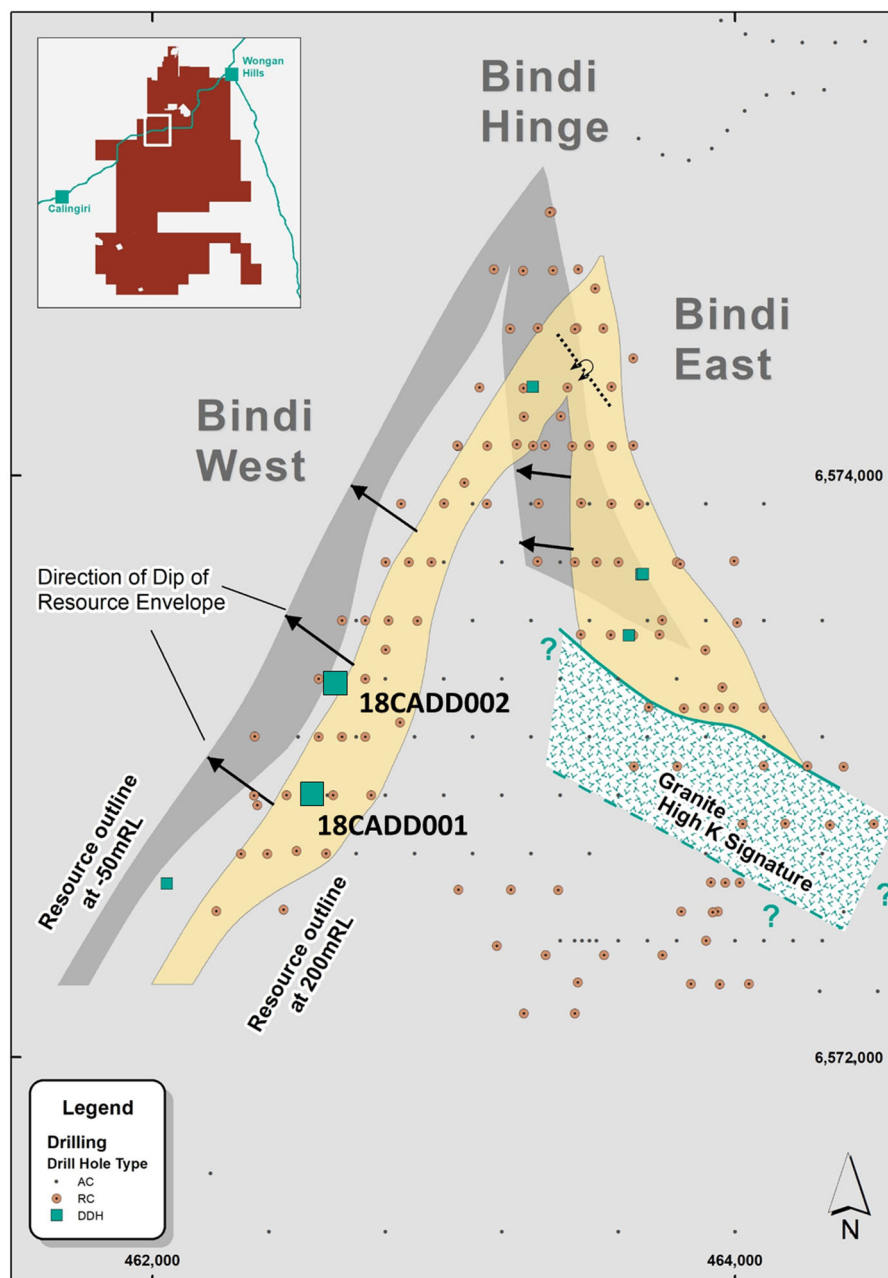 Wongan
Hills
Calingiri
Bindi
Hinge
Bindi
East
Bindi
West
6,574,000
Direction of Dip of
Resource Envelope
?
18CADD002
18CADD001
Granite
High K Signature
Resource outline
at -50mRL
Resource outline
at 200mRL
?
?
6,572,000
Legend
Drilling
Drill Hole Type
AC
RC
DDH
N
462,000
464,000